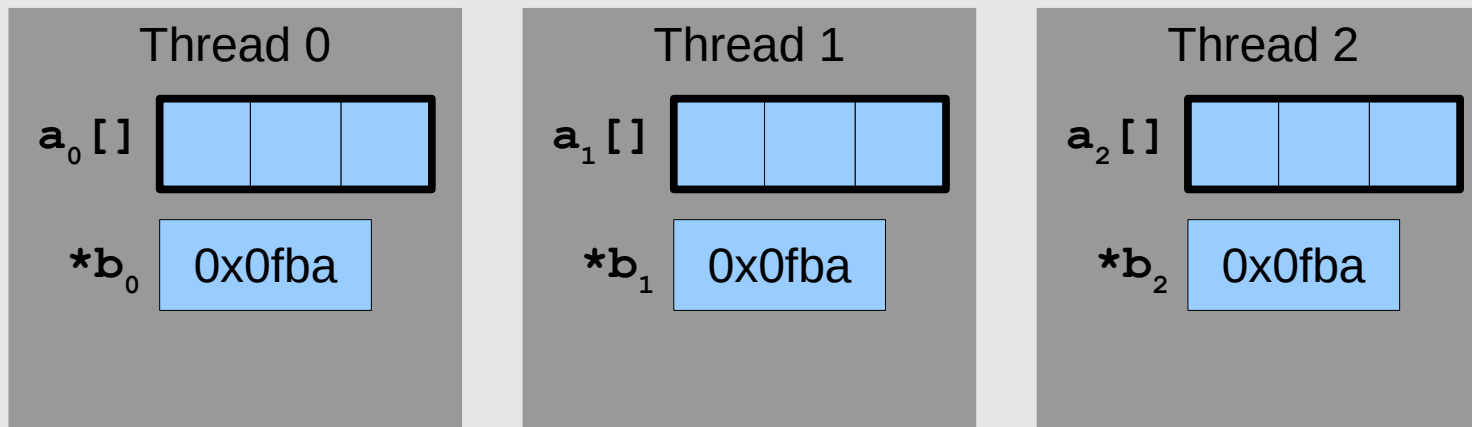 Thread 0
a0[]
*b0 0x0fba
Thread 1
a1[]
*b1 0x0fba
Thread 2
a2[]
*b2 0x0fba